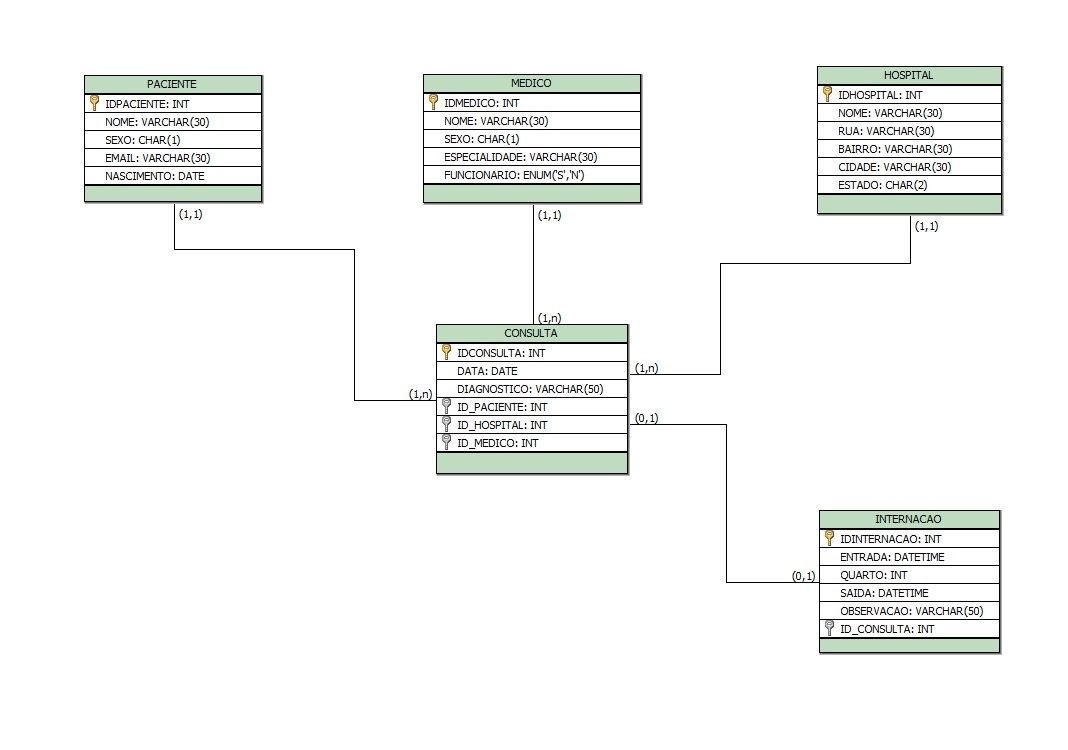 PACIENTE
IDPACIENTE: INT
NOME: VARCHAR(30)
SEXO: CHAR(1)
EMAIL: VARCHAR(30)
NASCIMENTO: DATE
(1,1)
MEDICO
IDMEDICO: INT
NOME: VARCHAR(30)
SEXO: CHAR(1)
ESPECIALIDADE: VARCHAR(30)
FUNCIONARIO: ENUM('S','N')
(1,1)
HOSPITAL
IDHOSPITAL: INT
NOME: VARCHAR(30)
RUA: VARCHAR(30)
BAIRRO: VARCHAR(30)
CIDADE: VARCHAR(30)
ESTADO: CHAR(2)
(1,1)
(1,n)
CONSULTA
IDCONSULTA: INT
DATA: DATE
DIAGNOSTICO: VARCHAR(50)
ID_PACIENTE: INT
ID_HOSPITAL: INT
ID_MEDICO: INT
(1,n)
(1,n)
(0,1)
(0,1)
INTERNACAO
IDINTERNACAO: INT
ENTRADA: DATETIME
QUARTO: INT
SAIDA: DATETIME
OBSERVACAO: VARCHAR(50)
ID_CONSULTA: INT